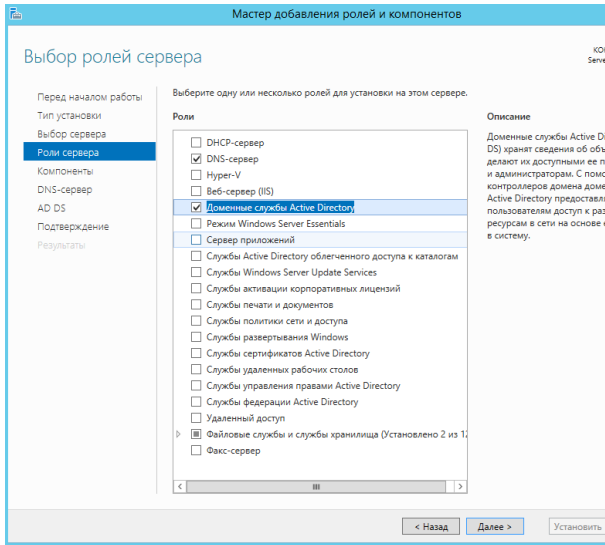 Мастер добавления ролей и компонентов
Выбор ролей сервера
Перед началом работы
Тип установки
Выбор сервера
Роли сервера
Компоненты
DNS-сервер
AD DS
Подтверждение
Результаты
Выберите одну или несколько ролей для установки на этом сервере.
Роли
DHCP-сервер
DNS-сервер
Hyper-V
Веб-сервер (IIS)
Доменные службы Active Directory
Режим Windows Server Essentials
Сервер приложений
Службы Active Directory облегченного доступа к каталогам
Службы Windows Server Update Services
Службы активации корпоративных лицензий
Службы печати и документов
Службы политики сети и доступа
Службы развертывания Windows
Службы сертификатов Active Directory
Службы удаленных рабочих столов
Службы управления правами Active Directory
Службы федерации Active Directory
Удаленный доступ
Файловые службы и службы хранилища (Установлено 2 из 12
Факс-сервер
Описание
Доменные службы Active Di
DS) хранят сведения об объ
делают их доступными ее п
и администраторам. С помо
контроллеров домена доме
Active Directory предоставл
пользователям доступ к раз
ресурсам в сети на основе
в систему.
< Назад
Далее >
Установить